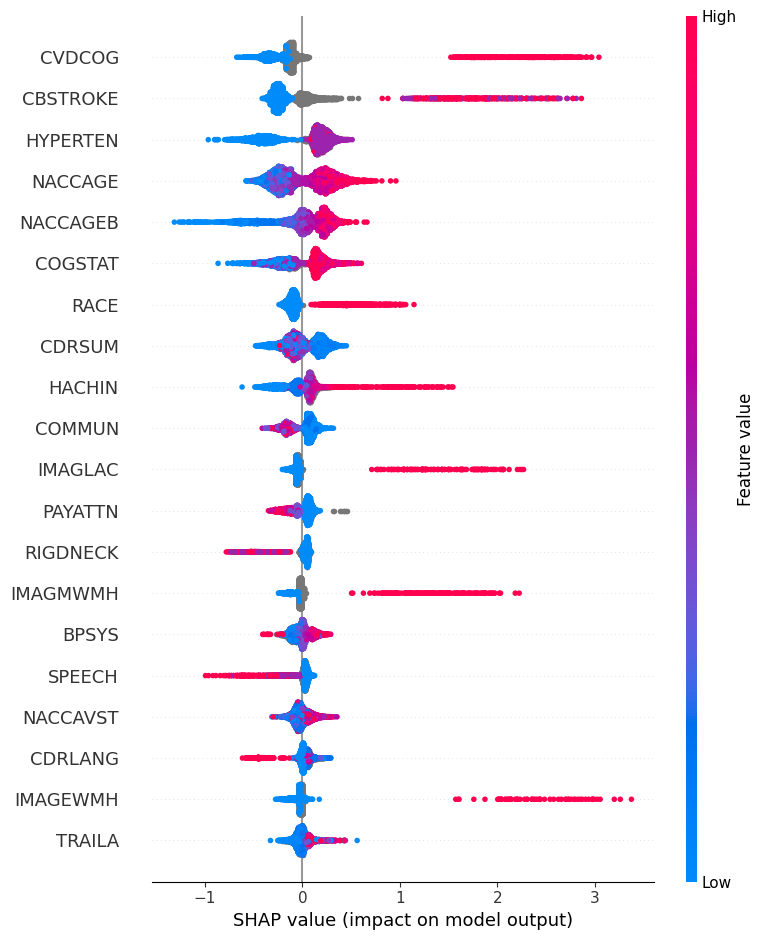 High
CVDCOG
CBSTROKE
HYPERTEN
NACCAGE
NACCAGEB
COGSTAT
RACE
CDRSUM
HACHIN
COMMUN
IMAGLAC
PAYATTN
RIGDNECK
IMAGMWMH
BPSYS
SPEECH
NACCAVST
CDRLANG
IMAGEWMH
TRAILA
Feature value
Low
−1 0 1 2 3
SHAP value (impact on model output)